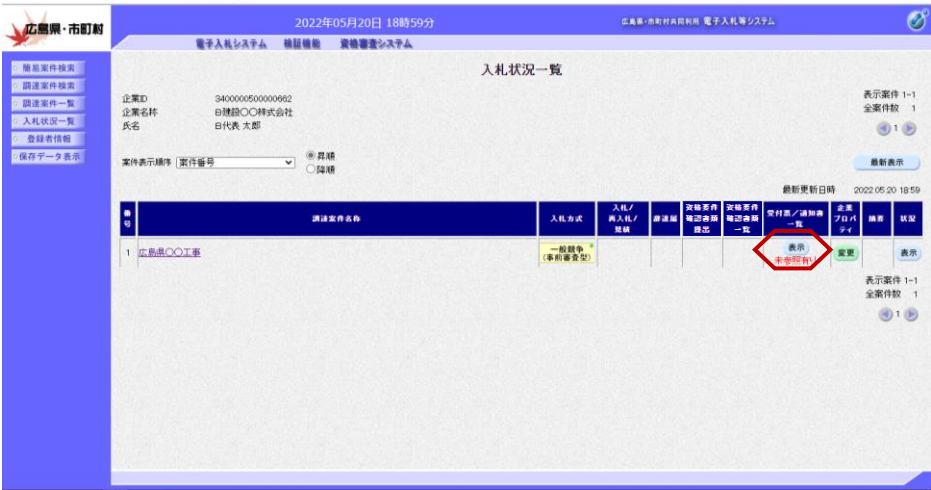 広島県・市町村
2022年05月20日 18時59分
広島県・市町村共同利用 電子入札等システム
電子入札システム 検証機能 資格審査システム
簡易案件検索
調達案件検索
調達案件一覧
入札状況一覧
登録者情報
保存データ表示
入札状況一覧
企業ID 3400000500000662
企業名称 B建設〇〇株式会社
氏名 B代表 太郎
表示案件 1-1
全案件数 1
1
案件表示順序 案件番号
昇順
降順
最新表示
最新更新日時 2022.05.20 18:59
番号 調達案件名称 入札方式 入札/再入札/見積 辞退届 資格要件確認書類提出 資格要件確認書類一覧 受付票/通知書一覧 企業プロパティ 摘要 状況
1 広島県〇〇工事 一般競争(事前審査型) 表示 未参照有り 変更 表示
表示案件 1-1
全案件数 1
1